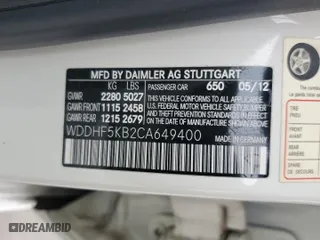 MFD BY DAIMLER AG STUTTGART
KG LBS PASSENGER CAR 650 05/12
GVWR 2280 5027
GAWR FRONT 1115 2458
GAWR REAR 1215 2679
THIS VEHICLE CONFORMS TO ALL APPLICABLE
FEDERAL MOTOR VEHICLE SAFETY, BUMPER,
AND THEFT PREVENTION STANDARDS IN EFFECT
ON THE DATE OF MANUFACTURE SHOWN ABOVE
WDDHF5KB2CA649400
MADE IN GERMANY
DREAMBID